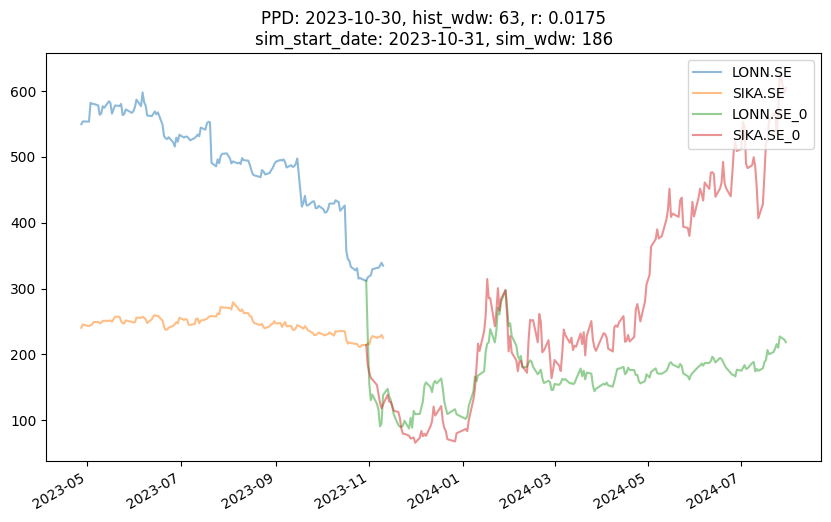 PPD: 2023-10-30, hist_wdw: 63, r: 0.0175
sim_start_date: 2023-10-31, sim_wdw: 186
LONN.SE
SIKA.SE
LONN.SE_0
SIKA.SE_0
600
500
400
300
200
100
2023-05
2023-07
2023-09
2023-11
2024-01
2024-03
2024-05
2024-07